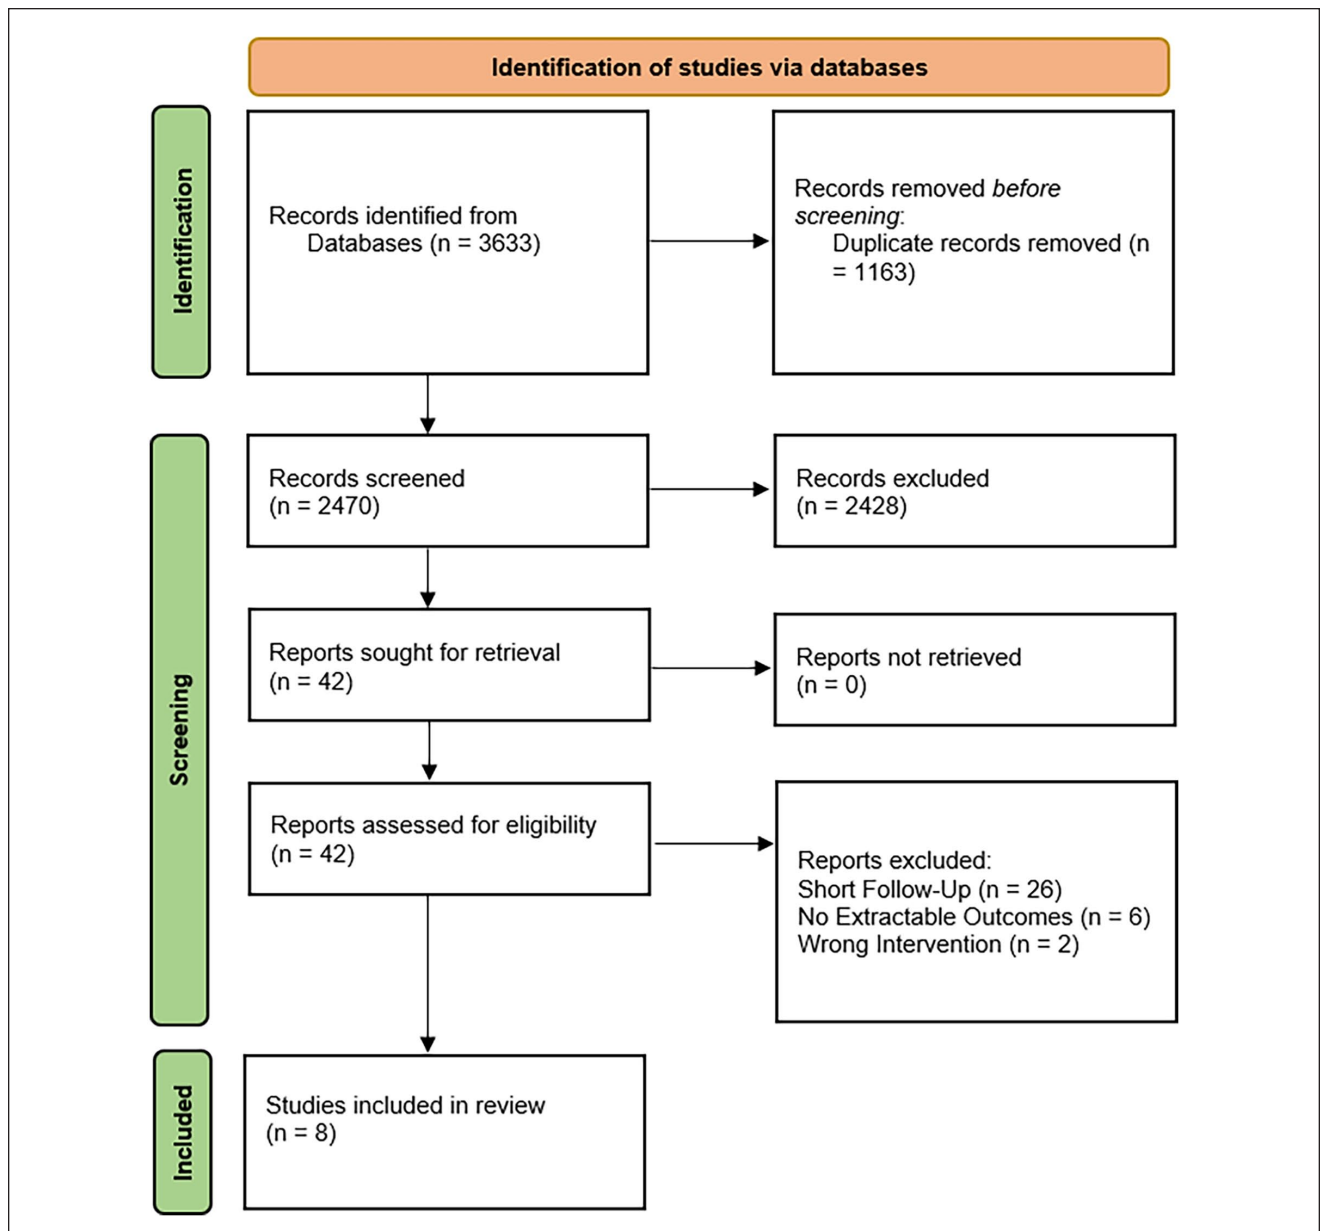 Identification of studies via databases
Identification
Records identified from
Databases (n = 3633)
Records removed before
screening:
Duplicate records removed (n
= 1163)
Screening
Records screened
(n = 2470)
Records excluded
(n = 2428)
Reports sought for retrieval
(n = 42)
Reports not retrieved
(n = 0)
Reports assessed for eligibility
(n = 42)
Reports excluded:
Short Follow-Up (n = 26)
No Extractable Outcomes (n = 6)
Wrong Intervention (n = 2)
Included
Studies included in review
(n = 8)